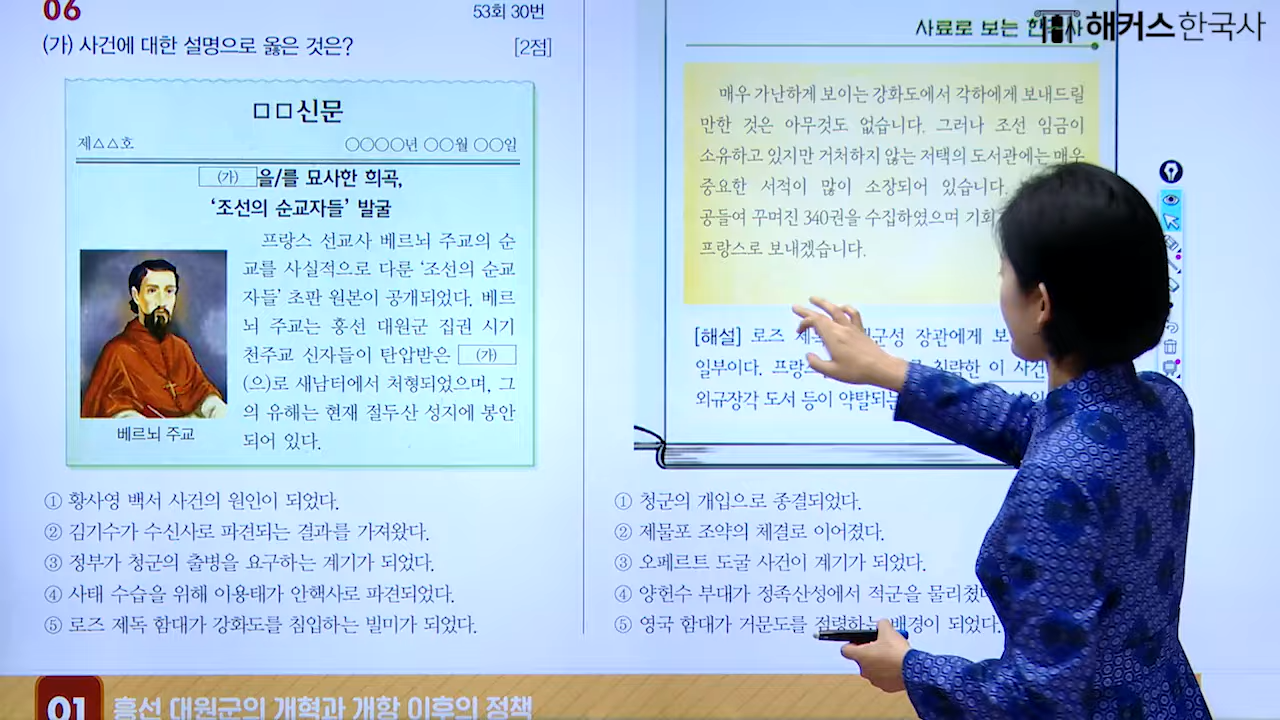 06
53회 30번
(가) 사건에 대한 설명으로 옳은 것은?
[2점]
□□신문
제△△호
○○○○년 ○○월 ○○일
(가) 을/를 묘사한 희곡,
'조선의 순교자들' 발굴
프랑스 선교사 베르뇌 주교의 순
교를 사실적으로 다룬 '조선의 순교
자들' 초판 원본이 공개되었다. 베르
뇌 주교는 흥선 대원군 집권 시기
천주교 신자들이 탄압받은 (가)
(으)로 새남터에서 처형되었으며, 그
의 유해는 현재 절두산 성지에 봉안
되어 있다.
베르뇌 주교
① 황사영 백서 사건의 원인이 되었다.
② 김기수가 수신사로 파견되는 결과를 가져왔다.
③ 정부가 청군의 출병을 요구하는 계기가 되었다.
④ 사태 수습을 위해 이용태가 안핵사로 파견되었다.
⑤ 로즈 제독 함대가 강화도를 침입하는 빌미가 되었다.
사료로 보는
해커스한국사
매우 가난하게 보이는 강화도에서 각하에게 보내드릴
만한 것은 아무것도 없습니다. 그러나 조선 임금이
소유하고 있지만 거처하지 않는 저택의 도서관에는 매우
중요한 서적이 많이 소장되어 있습니다.
공들여 꾸며진 340권을 수집하였으며
프랑스로 보내겠습니다.
[해설] 로즈 장관에게
일부이다. 침략한 이 사건
외규장각 도서 등이
① 청군의 개입으로 종결되었다.
② 제물포 조약의 체결로 이어졌다.
③ 오페르트 도굴 사건이 계기가 되었다.
④ 양헌수 부대가 정족산성에서 적군을
⑤ 영국 함대가 거문도를 점령하는 배경이 되었다.
01 흥선 대원군의 개혁과 개항 이후의 정책